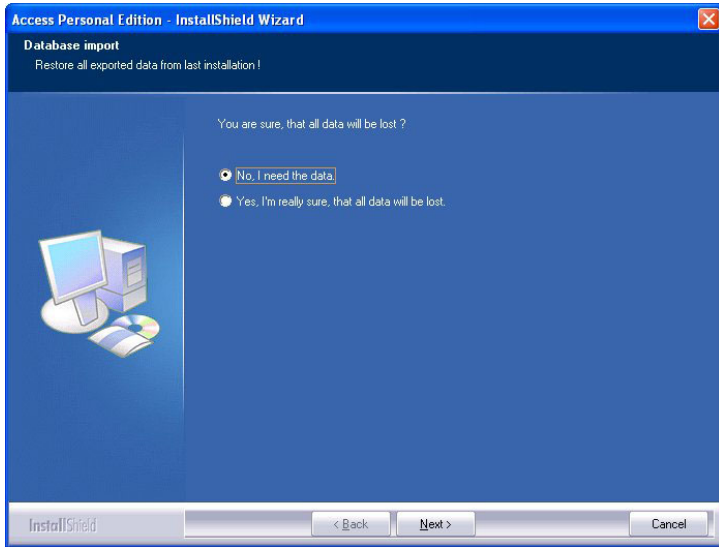 Access Personal Edition - InstallShield Wizard
Database import
Restore all exported data from last installation !
You are sure, that all data will be lost ?
No, I need the data.
Yes, I'm really sure, that all data will be lost.
InstallShield
< Back
Next >
Cancel